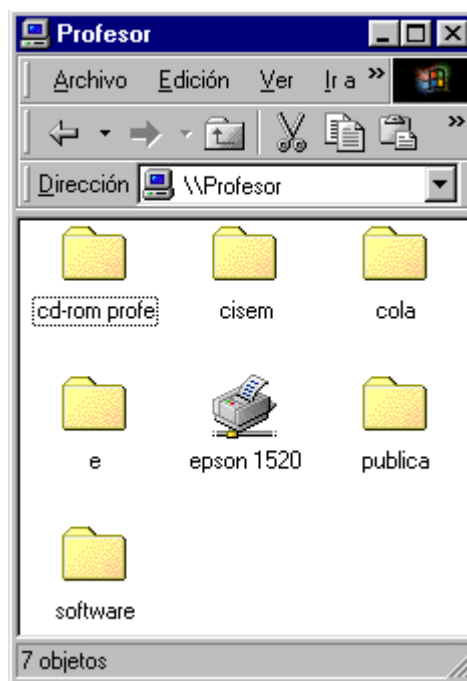 Profesor
Archivo Edición Ver Ir a »
»
Dirección \\Profesor
cd-rom profe cisem cola
e epson 1520 publica
software
7 objetos